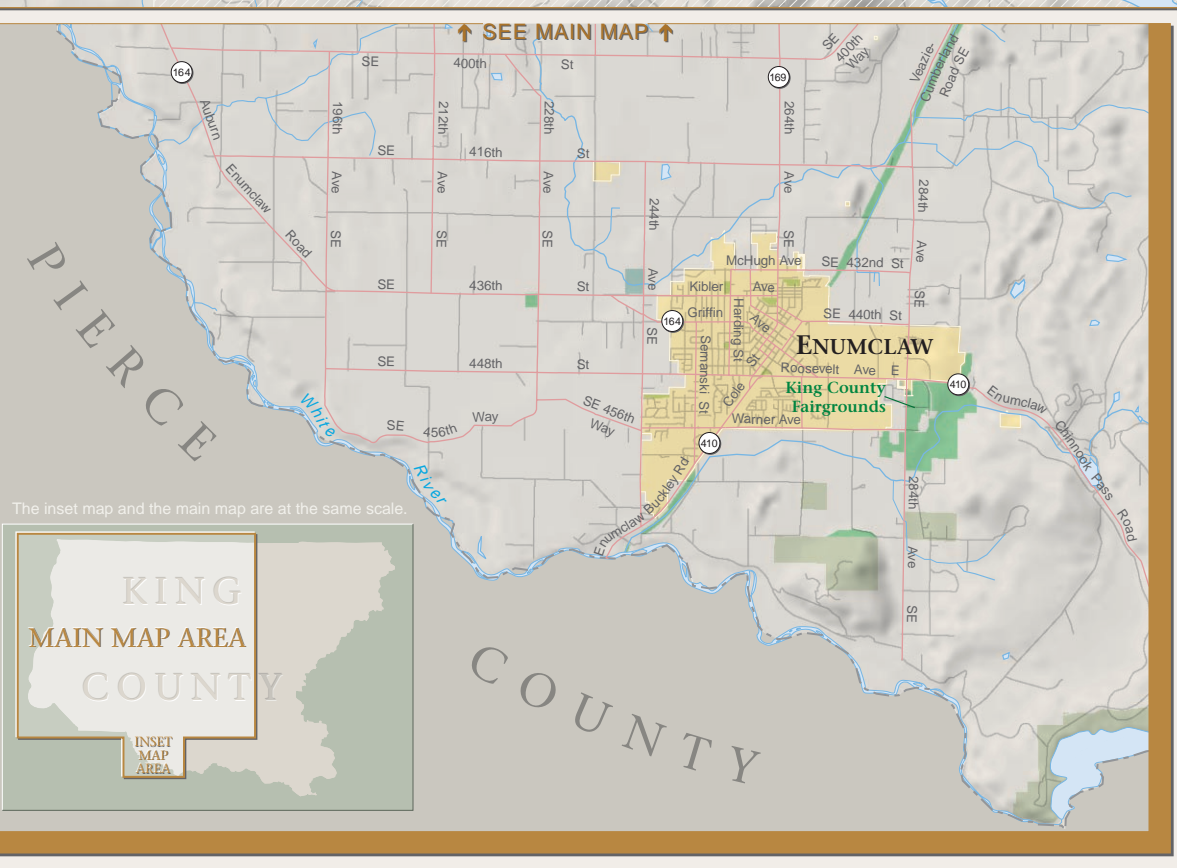 ↑ SEE MAIN MAP ↑
SE 400th St
SE 400th Way
Veazie-Cumberland Road SE
164
169
Auburn Enumclaw Road
196th Ave SE
212th Ave SE
228th Ave SE
244th Ave SE
264th Ave SE
284th Ave SE
SE 416th St
McHugh Ave
SE 432nd St
SE 436th St
Kibler Ave
Griffin Ave
Harding St
Semanski St
Cole St
164
SE 440th St
ENUMCLAW
SE 448th St
Roosevelt Ave E
King County
Fairgrounds
410
Enumclaw Chinnook Pass Road
SE 456th Way
SE 456th Way
Warner Ave
410
Enumclaw Buckley Rd
284th Ave SE
White River
PIERCE
COUNTY
The inset map and the main map are at the same scale.
KING
MAIN MAP AREA
COUNTY
INSET
MAP
AREA